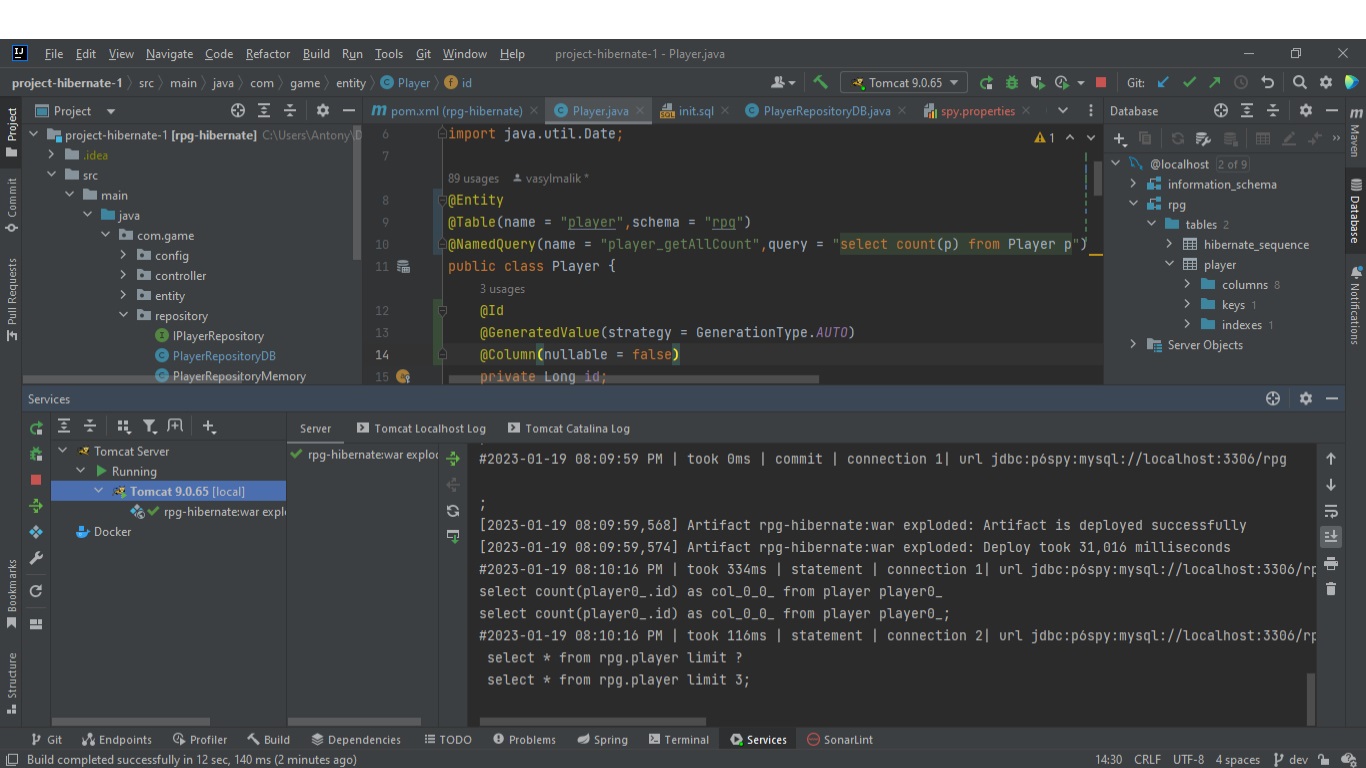 File Edit View Navigate Code Refactor Build Run Tools Git Window Help project-hibernate-1 - Player.java
project-hibernate-1 src main java com game entity Player id Tomcat 9.0.65 Git:
Project
pom.xml (rpg-hibernate) Player.java init.sql PlayerRepositoryDB.java spy.properties
Database
project-hibernate-1 [rpg-hibernate] C:\Users\Antony\D
.idea
src
main
java
com.game
config
controller
entity
repository
IPlayerRepository
PlayerRepositoryDB
PlayerRepositoryMemory
6 import java.util.Date;
1
7
89 usages vasylmalik *
8 @Entity
9 @Table(name = "player",schema = "rpg")
10 @NamedQuery(name = "player_getAllCount",query = "select count(p) from Player p")
11 public class Player {
3 usages
12 @Id
13 @GeneratedValue(strategy = GenerationType.AUTO)
14 @Column(nullable = false)
15 private Long id;
@localhost 2 of 9
information_schema
rpg
tables 2
hibernate_sequence
player
columns 8
keys 1
indexes 1
Server Objects
Project
Commit
Pull Requests
Bookmarks
Structure
Maven
Database
Notifications
Services
Server Tomcat Localhost Log Tomcat Catalina Log
Tomcat Server
Running
Tomcat 9.0.65 [local]
rpg-hibernate:war expl
Docker
rpg-hibernate:war explod
#2023-01-19 08:09:59 PM | took 0ms | commit | connection 1| url jdbc:p6spy:mysql://localhost:3306/rpg
;
[2023-01-19 08:09:59,568] Artifact rpg-hibernate:war exploded: Artifact is deployed successfully
[2023-01-19 08:09:59,574] Artifact rpg-hibernate:war exploded: Deploy took 31,016 milliseconds
#2023-01-19 08:10:16 PM | took 334ms | statement | connection 1| url jdbc:p6spy:mysql://localhost:3306/rp
select count(player0_.id) as col_0_0_ from player player0_
select count(player0_.id) as col_0_0_ from player player0_;
#2023-01-19 08:10:16 PM | took 116ms | statement | connection 2| url jdbc:p6spy:mysql://localhost:3306/rp
select * from rpg.player limit ?
select * from rpg.player limit 3;
Git Endpoints Profiler Build Dependencies TODO Problems Spring Terminal Services SonarLint
Build completed successfully in 12 sec, 140 ms (2 minutes ago) 14:30 CRLF UTF-8 4 spaces dev